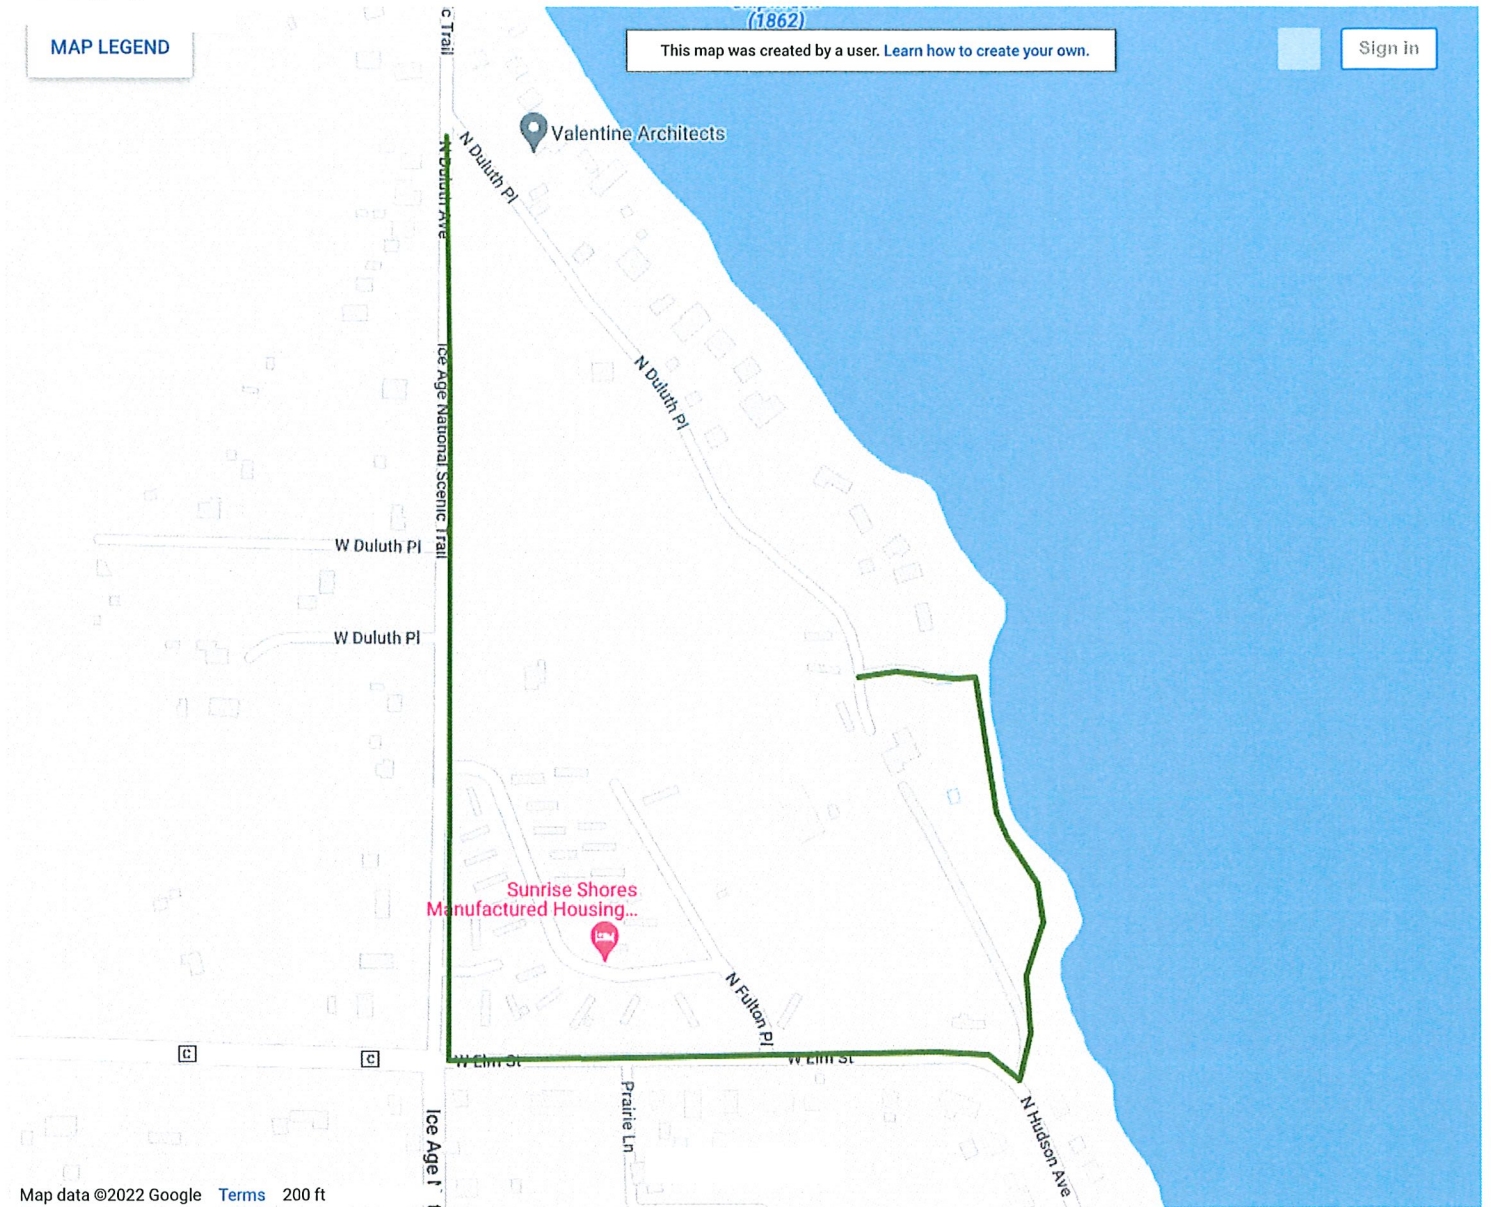 c Trail
(1862)
MAP LEGEND
This map was created by a user. Learn how to create your own.
Sign in
Valentine Architects
N Duluth Pl
N Duluth Ave
Ice Age National Scenic Trail
N Duluth Pl
W Duluth Pl
W Duluth Pl
Sunrise Shores
Manufactured Housing...
N Fulton Pl
C
C
W Elm St
W Elm St
Prairie Ln
Ice Age
N Hudson Ave
Map data ©2022 Google Terms 200 ft